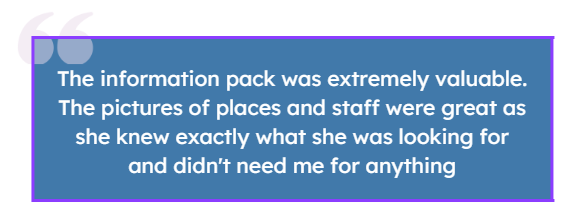 The information pack was extremely valuable.
The pictures of places and staff were great as
she knew exactly what she was looking for
and didn't need me for anything